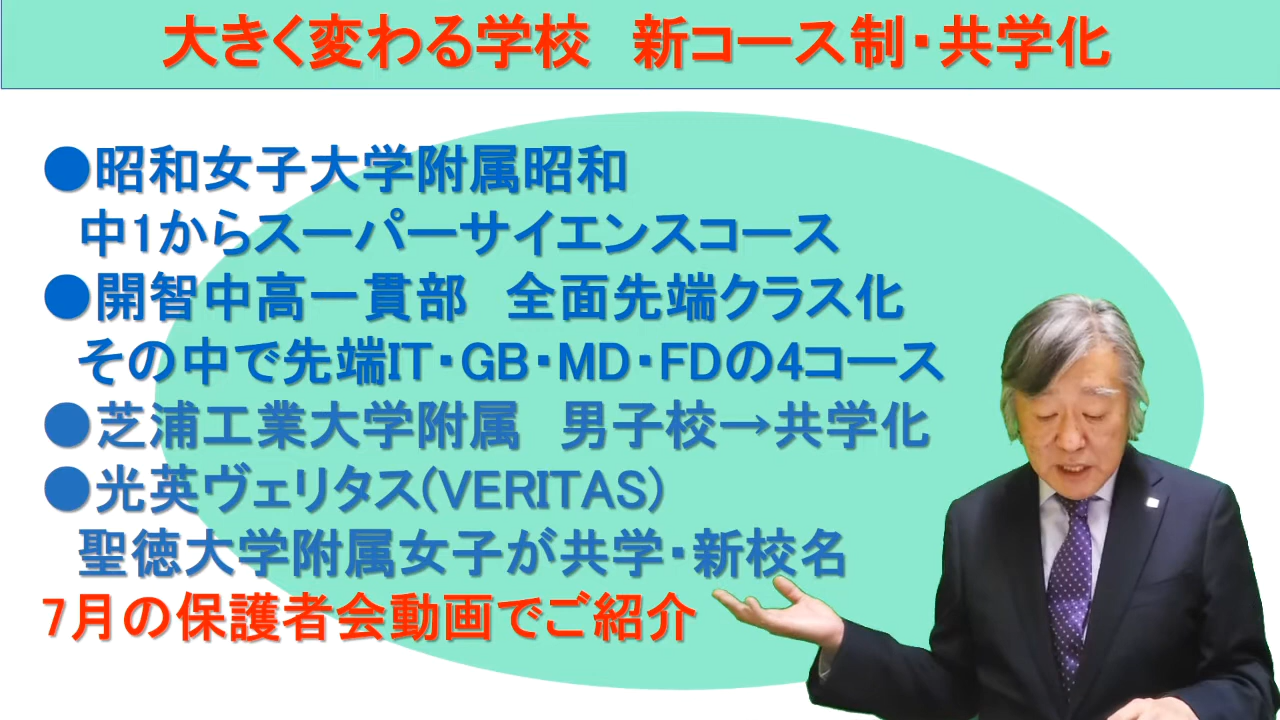 大きく変わる学校　新コース制・共学化
●昭和女子大学附属昭和
中1からスーパーサイエンスコース
●開智中高一貫部　全面先端クラス化
その中で先端IT・GB・MD・FDの4コース
●芝浦工業大学附属　男子校→共学化
●光英ヴェリタス(VERITAS)
聖徳大学附属女子が共学・新校名
7月の保護者会動画でご紹介